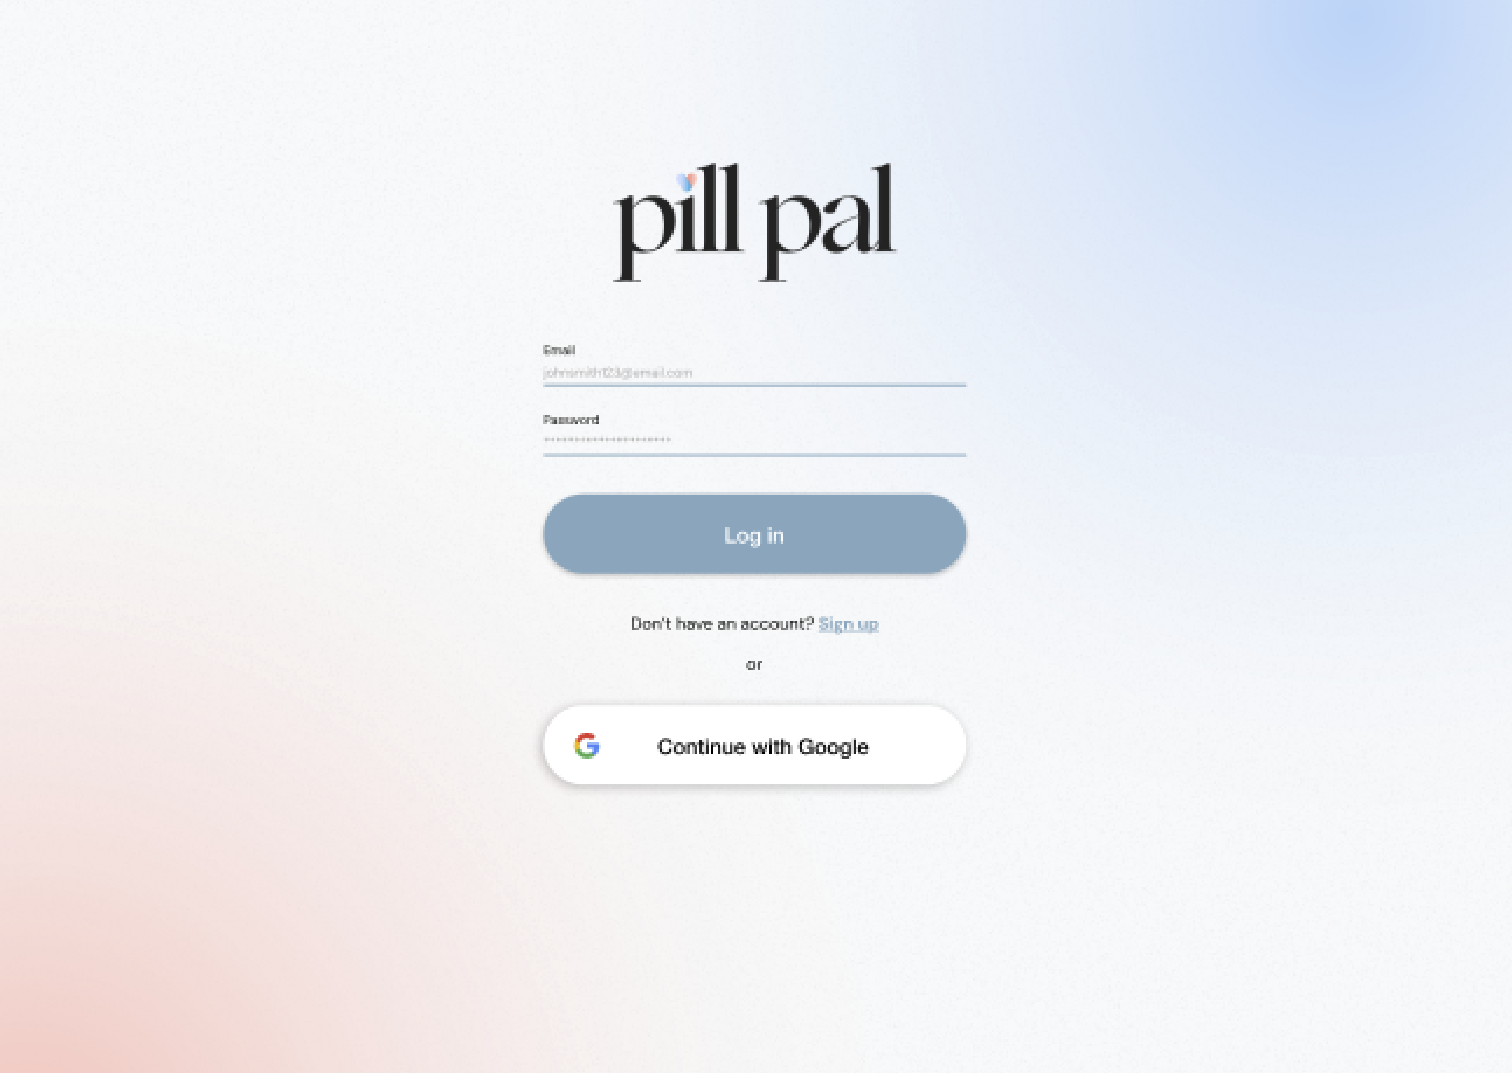 pill pal
Email
johnsmith123@email.com
Password
Log in
Don't have an account? Sign up
or
Continue with Google